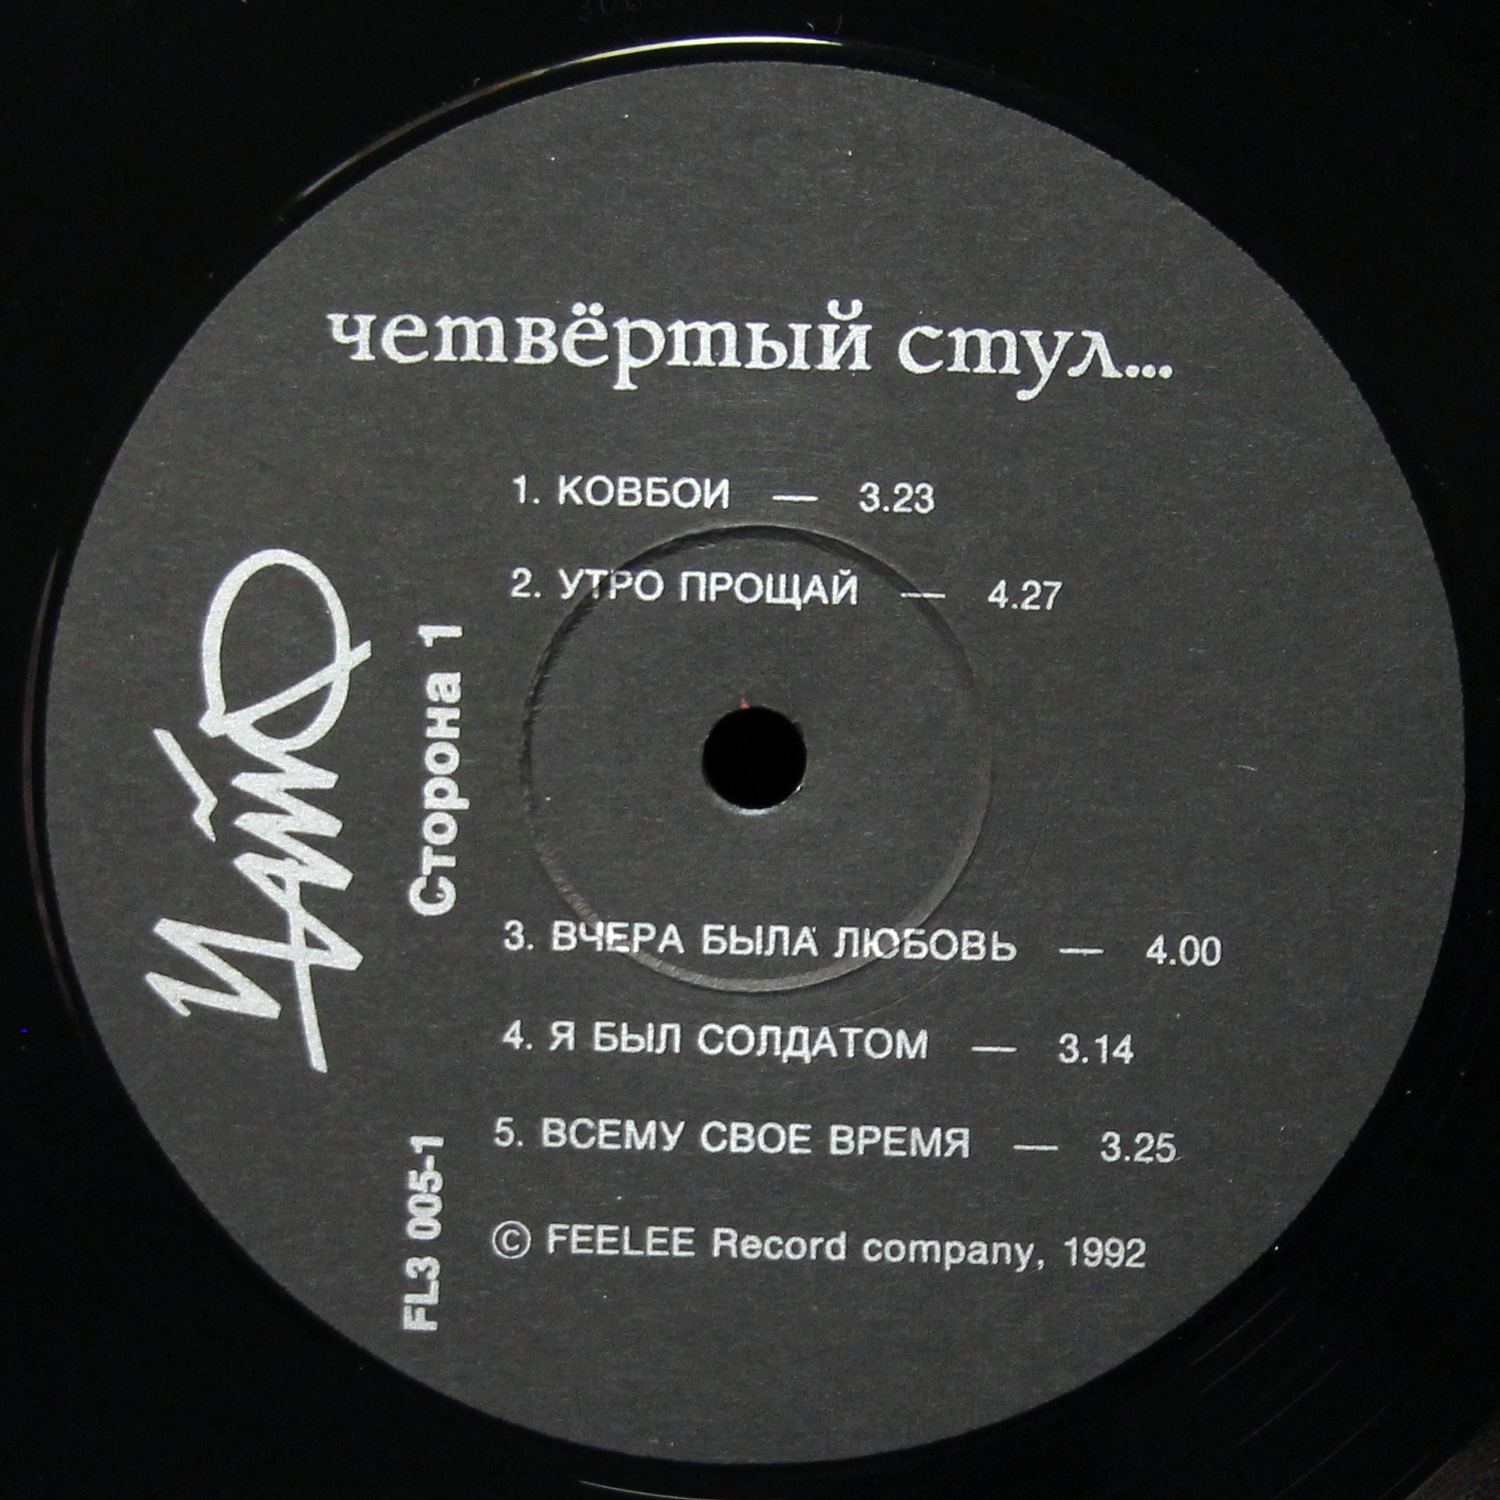 четвёртый стул...
1. КОВБОИ — 3.23
2. УТРО ПРОЩАЙ — 4.27
Сторона 1
3. ВЧЕРА БЫЛА ЛЮБОВЬ — 4.00
4. Я БЫЛ СОЛДАТОМ — 3.14
5. ВСЕМУ СВОЕ ВРЕМЯ — 3.25
FL3 005-1
© FEELEE Record company, 1992